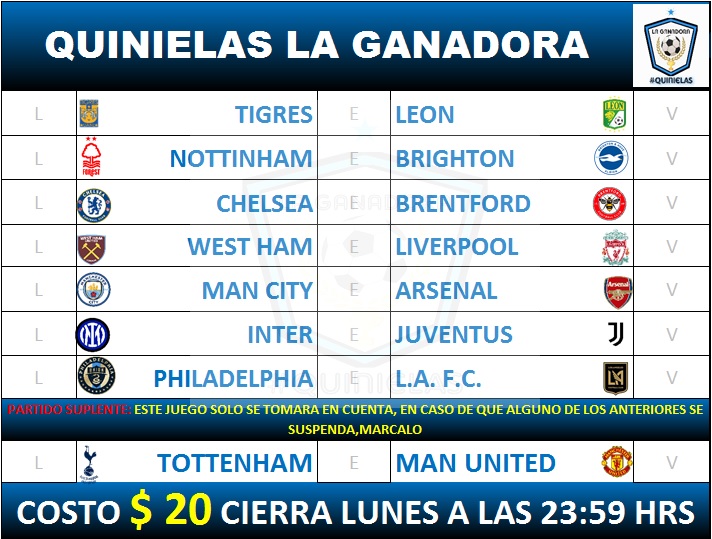 QUINIELAS LA GANADORA
LA GANADORA
#QUINIELAS
L TIGRES E LEON V
L NOTTINHAM E BRIGHTON V
L CHELSEA E BRENTFORD V
L WEST HAM E LIVERPOOL V
L MAN CITY E ARSENAL V
L INTER E JUVENTUS V
L PHILADELPHIA E L.A. F.C. V
PARTIDO SUPLENTE: ESTE JUEGO SOLO SE TOMARA EN CUENTA, EN CASO DE QUE ALGUNO DE LOS ANTERIORES SE
SUSPENDA,MARCALO
L TOTTENHAM E MAN UNITED V
COSTO $ 20 CIERRA LUNES A LAS 23:59 HRS